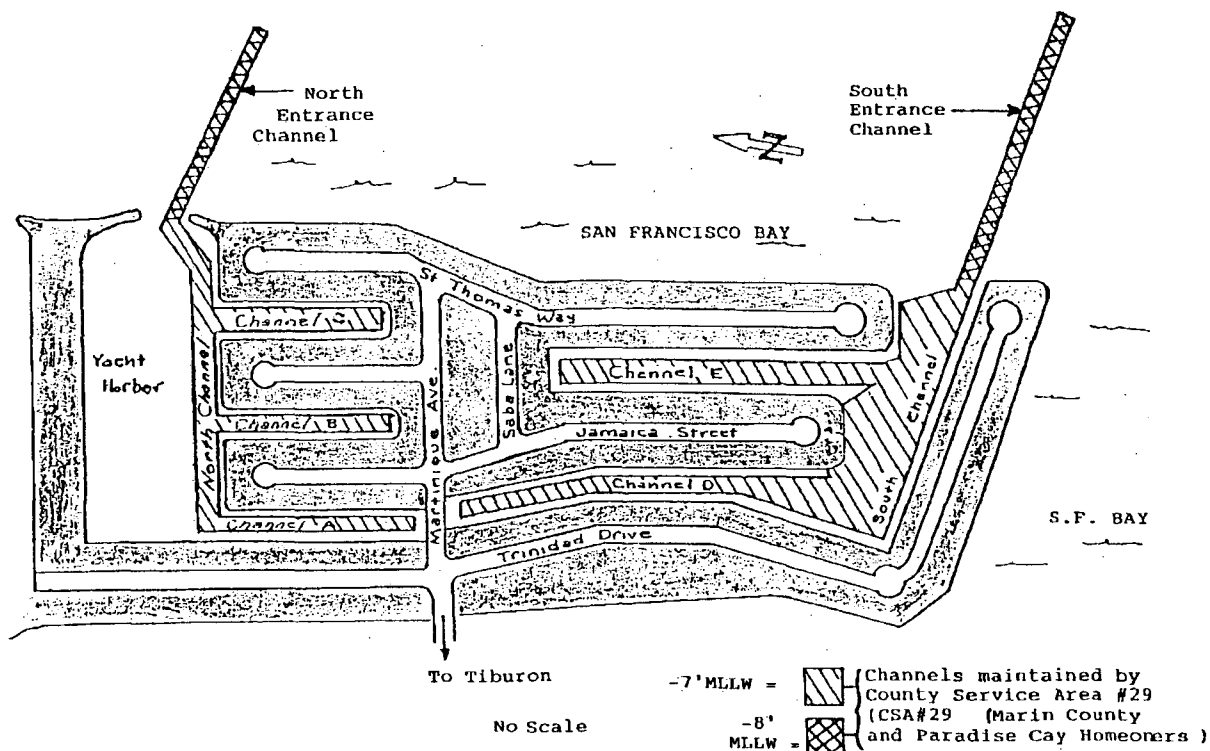 North
Entrance
Channel
South
Entrance
Channel
N
SAN FRANCISCO BAY
St Thomas Way
Channel C
Yacht
Harbor
North Channel
Martinique Ave.
Saba Lane
Channel E
South Channel
Channel B
Jamaica Street
Channel D
Channel A
Trinidad Drive
S.F. BAY
To Tiburon
No Scale
-7'MLLW =
Channels maintained by
County Service Area #29
(CSA#29 (Marin County
and Paradise Cay Homeoners )
-8'
MLLW =